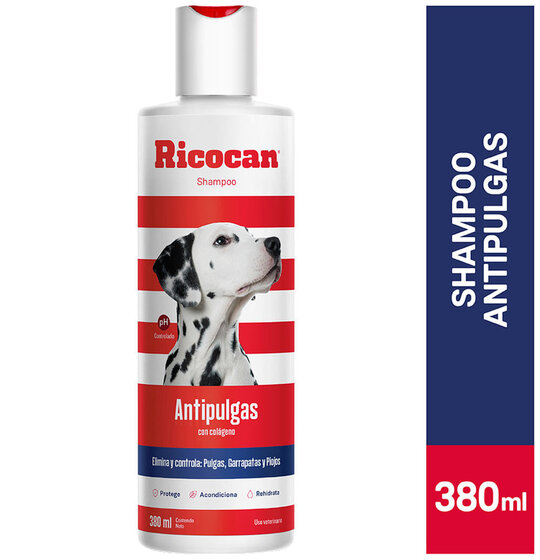 Ricocan®
Shampoo
pH
Controlado
Antipulgas
con colágeno
Elimina y controla: Pulgas, Garrapatas y Piojos
Protege
Acondiciona
Rehidrata
380 ml
Contenido
Neto
Uso veterinario
SHAMPOO
ANTIPULGAS
380ml